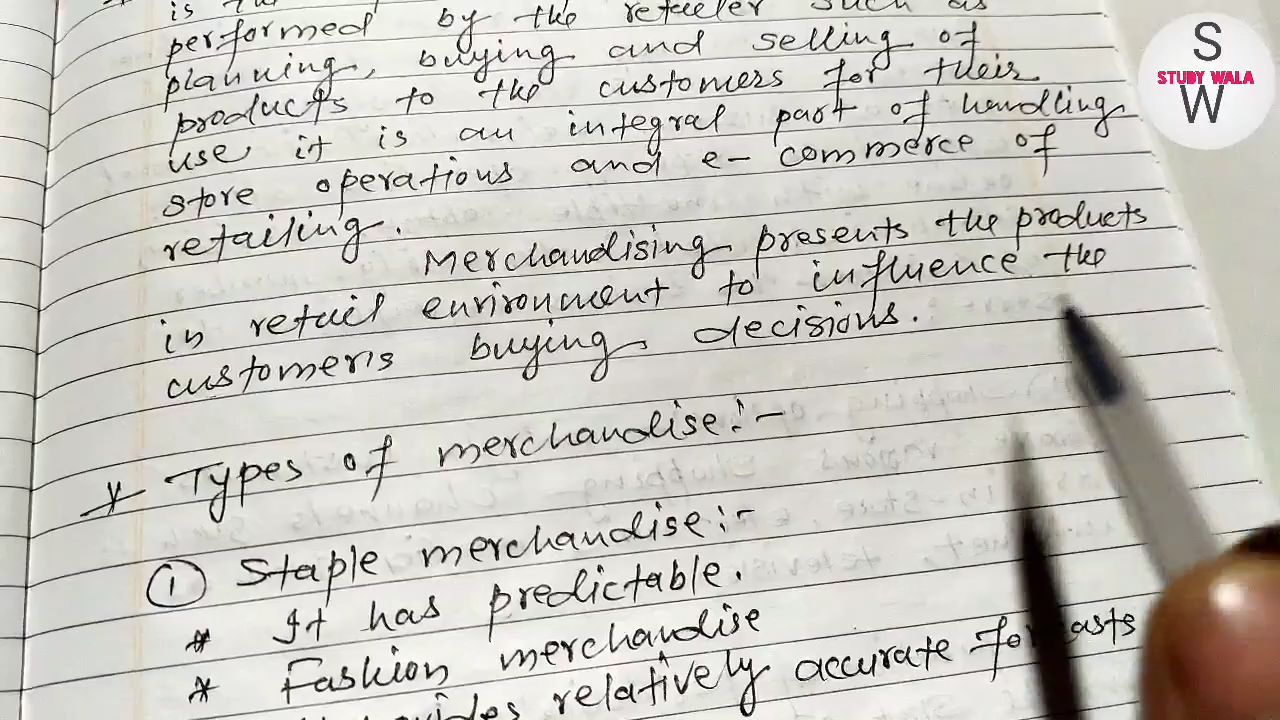 is the
performed by the retailer such as
planning, buying and selling of
products to the customers for their
use it is an integral part of handling
store operations and e-commerce of
retailing.
Merchandising presents the products
in retail environment to influence the
customer's buying decisions.
* Types of merchandise:-
① Staple merchandise:-
* It has predictable.
* Fashion merchandise
relatively accurate
S
STUDY WALA
W